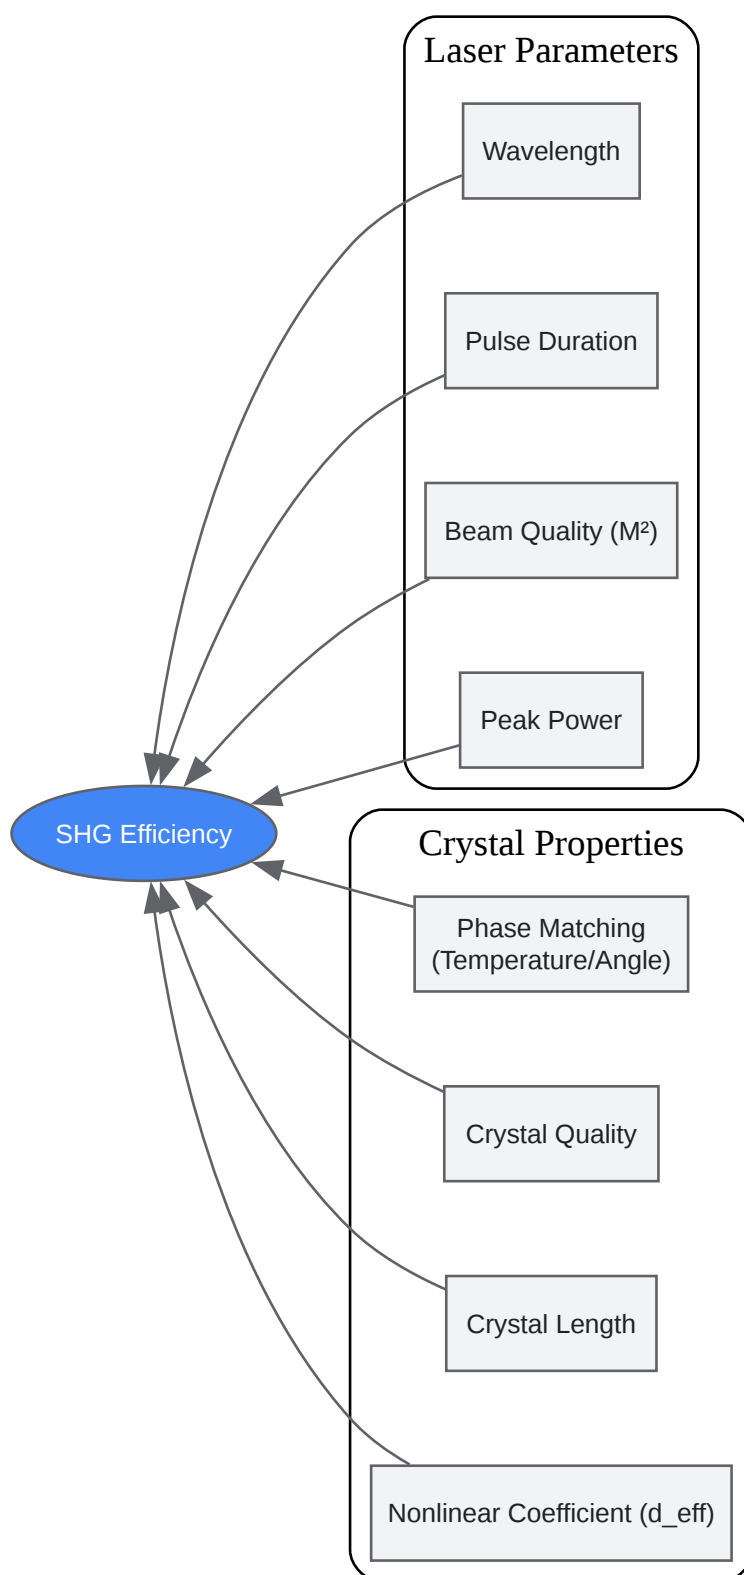 Laser Parameters
Wavelength
Pulse Duration
Beam Quality (M²)
Peak Power
SHG Efficiency
Crystal Properties
Phase Matching
(Temperature/Angle)
Crystal Quality
Crystal Length
Nonlinear Coefficient (d_eff)